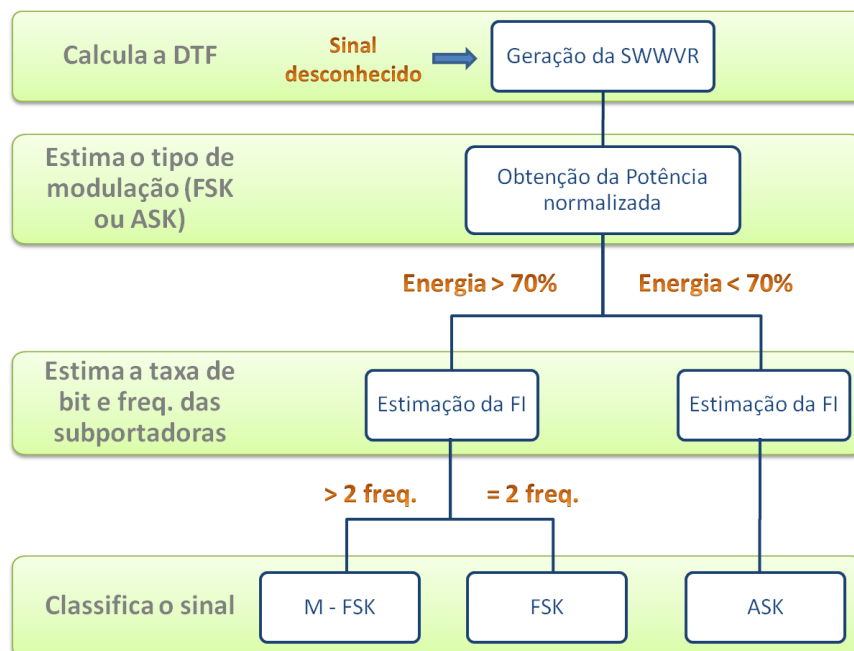 Calcula a DTF
Sinal
desconhecido
Geração da SWWVR
Estima o tipo de
modulação (FSK
ou ASK)
Obtenção da Potência
normalizada
Energia > 70%
Energia < 70%
Estima a taxa de
bit e freq. das
subportadoras
Estimação da FI
Estimação da FI
> 2 freq.
= 2 freq.
Classifica o sinal
M - FSK
FSK
ASK